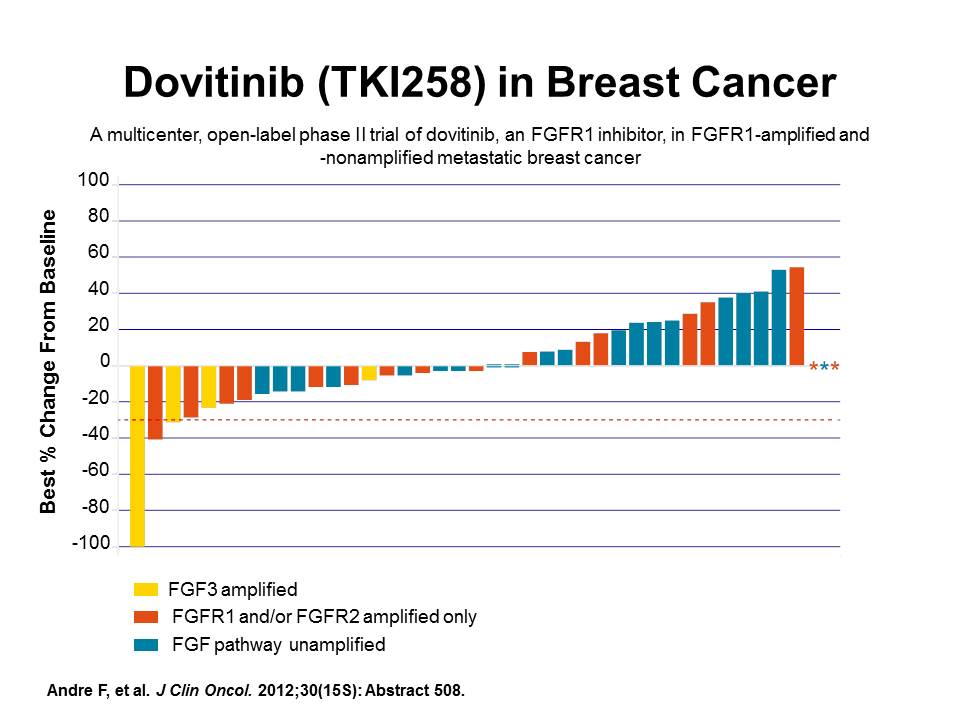 Dovitinib (TKI258) in Breast Cancer
A multicenter, open-label phase II trial of dovitinib, an FGFR1 inhibitor, in FGFR1-amplified and
-nonamplified metastatic breast cancer
Best % Change From Baseline
100
80
60
40
20
0
-20
-40
-60
-80
-100
***
FGF3 amplified
FGFR1 and/or FGFR2 amplified only
FGF pathway unamplified
Andre F, et al. J Clin Oncol. 2012;30(15S): Abstract 508.